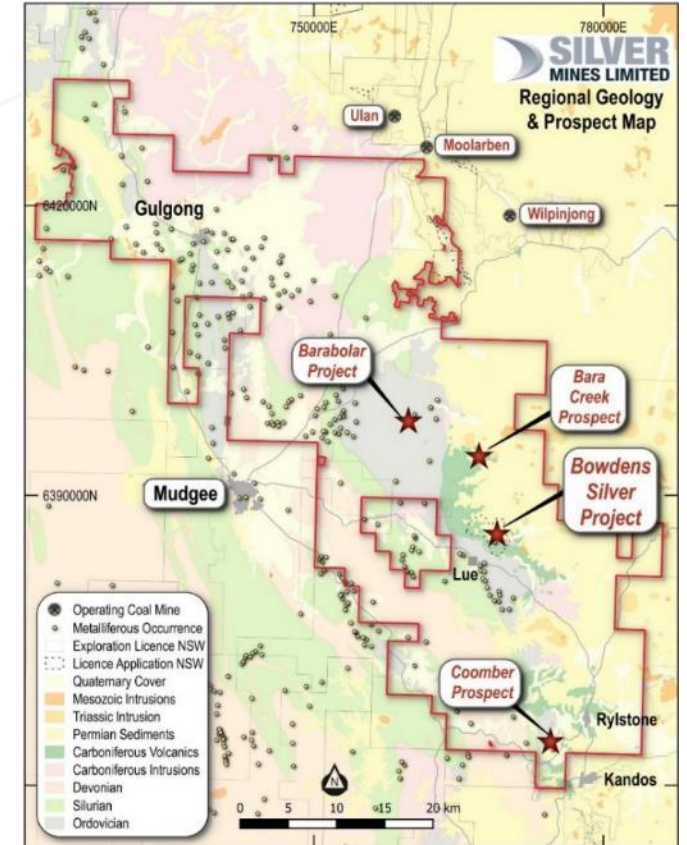 750000E
780000E
SILVER
MINES LIMITED
Regional Geology
& Prospect Map
Ulan
Moolarben
6420000N
Gulgong
Wilpinjong
Barabolar
Project
Bara
Creek
Prospect
Bowdens
Silver
Project
6390000N
Mudgee
Lue
Operating Coal Mine
Metalliferous Occurrence
Exploration Licence NSW
Licence Application NSW
Quaternary Cover
Mesozoic Intrusions
Triassic Intrusion
Permian Sediments
Carboniferous Volcanics
Carboniferous Intrusions
Devonian
Silurian
Ordovician
Coomber
Prospect
Rylstone
Kandos
N
0 5 10 15 20 km